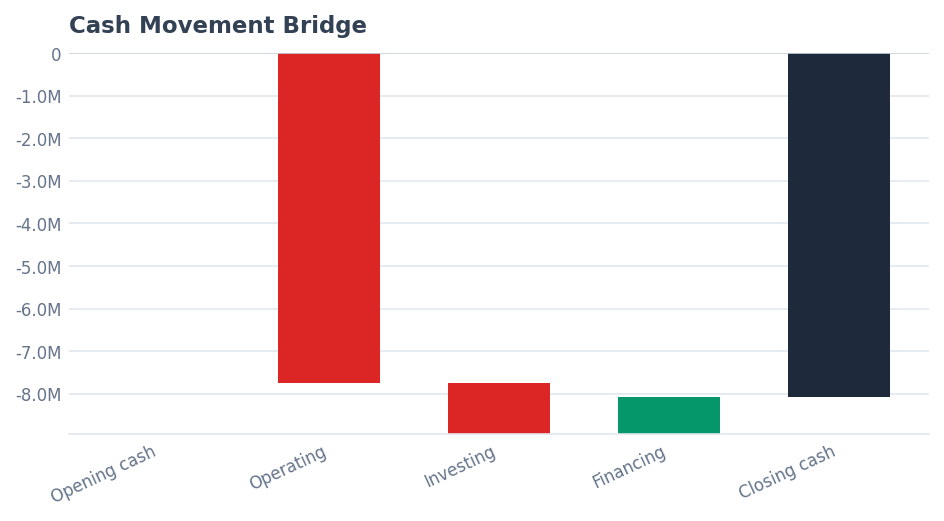 Cash Movement Bridge
0
-1.0M
-2.0M
-3.0M
-4.0M
-5.0M
-6.0M
-7.0M
-8.0M
Opening cash
Operating
Investing
Financing
Closing cash